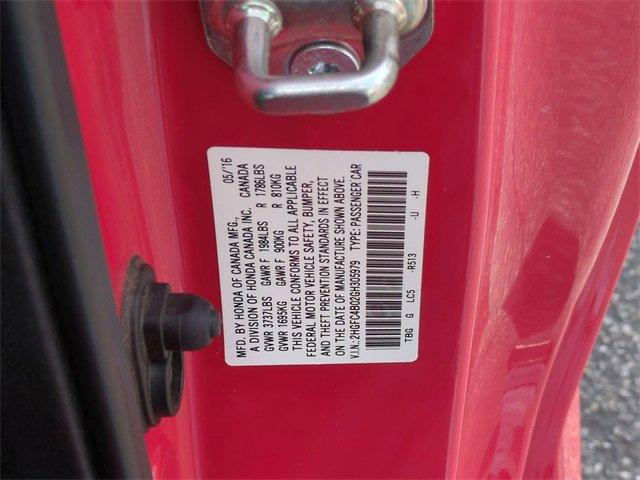 MFD. BY HONDA OF CANADA MFG., 05/'16
A DIVISION OF HONDA CANADA INC. CANADA
GVWR 3737LBS GAWR F 1984LBS R 1786LBS
GVWR 1695KG GAWR F 900KG R 810KG
THIS VEHICLE CONFORMS TO ALL APPLICABLE
FEDERAL MOTOR VEHICLE SAFETY, BUMPER,
AND THEFT PREVENTION STANDARDS IN EFFECT
ON THE DATE OF MANUFACTURE SHOWN ABOVE.
V.I.N.: 2HGFC4B02GH305979 TYPE: PASSENGER CAR
TBG G LC5 -R513 -U -H